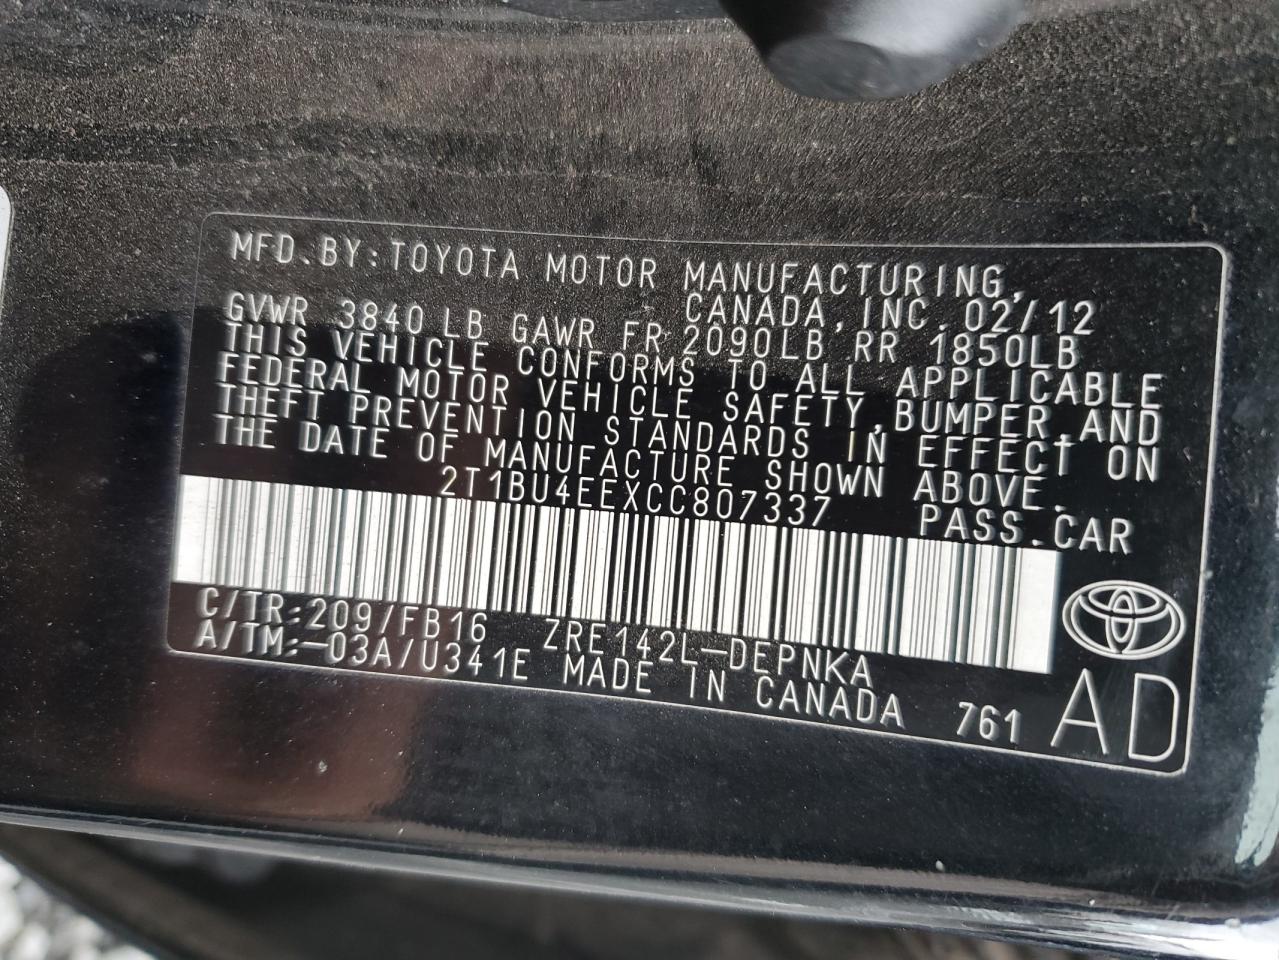 MFD.BY:TOYOTA MOTOR MANUFACTURING,
CANADA,INC.02/12
GVWR 3840 LB GAWR FR 2090LB RR 1850LB
THIS VEHICLE CONFORMS TO ALL APPLICABLE
FEDERAL MOTOR VEHICLE SAFETY,BUMPER AND
THEFT PREVENTION STANDARDS IN EFFECT ON
THE DATE OF MANUFACTURE SHOWN ABOVE.
2T1BU4EEXCC807337 PASS.CAR
C/TR:209/FB16 ZRE142L-DEPNKA
A/TM:-03A/U341E MADE IN CANADA 761 AD